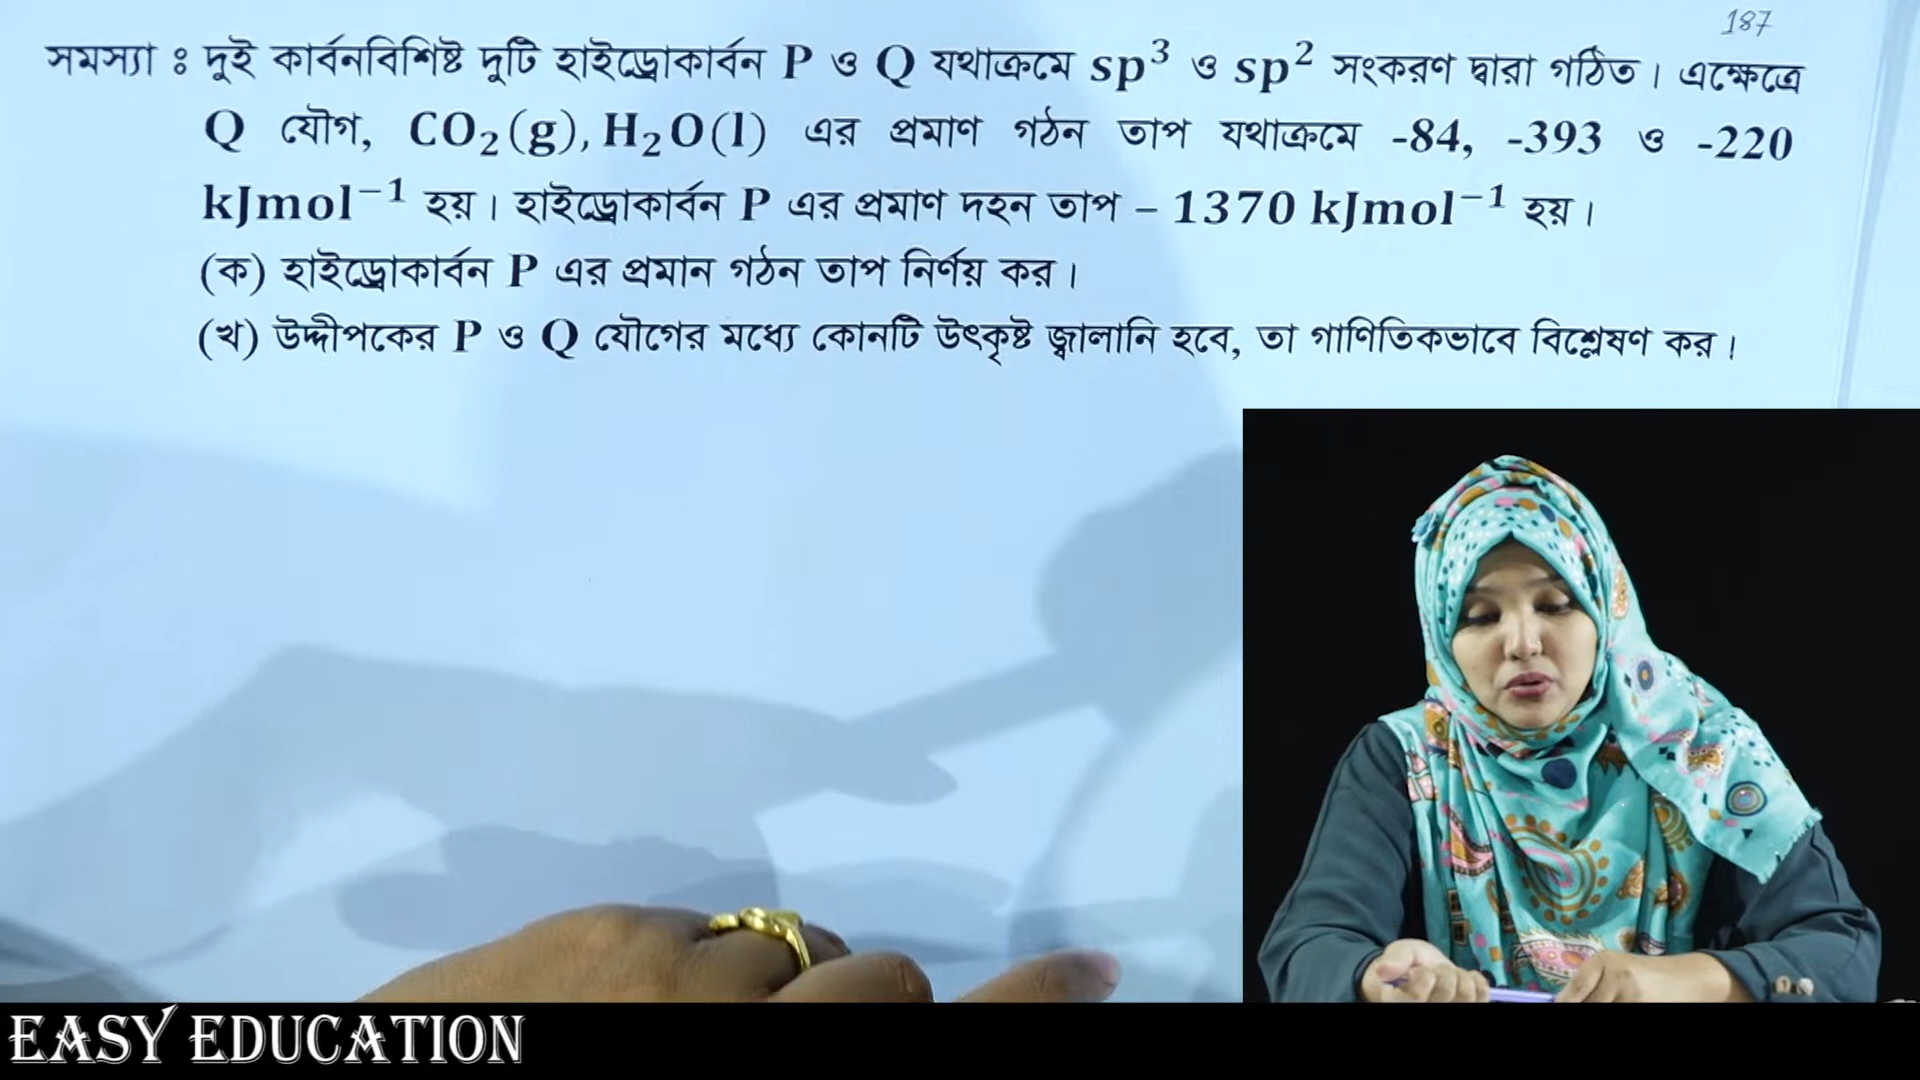 187
সমস্যা ঃ দুই কার্বনবিশিষ্ট দুটি হাইড্রোকার্বন P ও Q যথাক্রমে sp³ ও sp² সংকরণ দ্বারা গঠিত। এক্ষেত্রে
Q যৌগ, CO₂(g), H₂O(l) এর প্রমাণ গঠন তাপ যথাক্রমে -84, -393 ও -220
kJmol⁻¹ হয়। হাইড্রোকার্বন P এর প্রমাণ দহন তাপ – 1370 kJmol⁻¹ হয়।
(ক) হাইড্রোকার্বন P এর প্রমান গঠন তাপ নির্ণয় কর।
(খ) উদ্দীপকের P ও Q যৌগের মধ্যে কোনটি উৎকৃষ্ট জ্বালানি হবে, তা গাণিতিকভাবে বিশ্লেষণ কর।
EASY EDUCATION